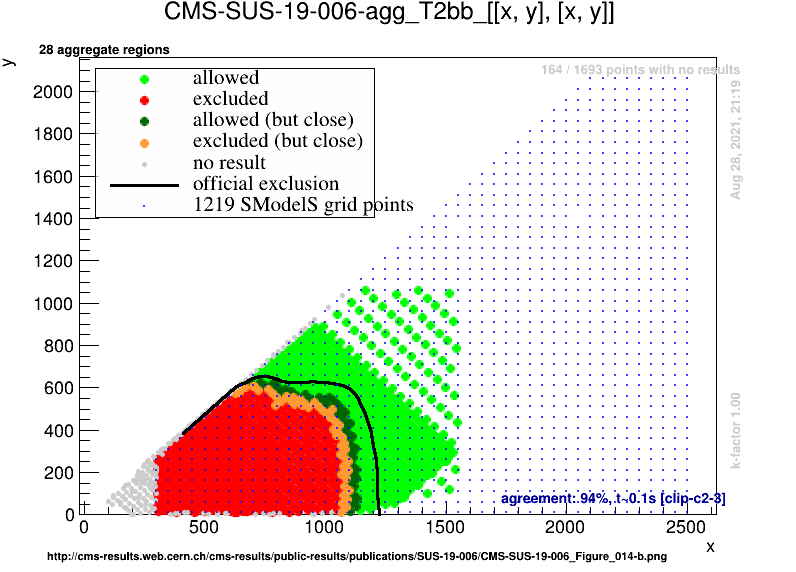 CMS-SUS-19-006-agg_T2bb_[[x, y], [x, y]]
28 aggregate regions
y
164 / 1693 points with no results
allowed
excluded
allowed (but close)
excluded (but close)
no result
official exclusion
1219 SModelS grid points
Aug 28, 2021, 21:19
k-factor 1.00
2000
1800
1600
1400
1200
1000
800
600
400
200
0
agreement: 94%, t~0.1s [clip-c2-3]
0 500 1000 1500 2000 2500
x
http://cms-results.web.cern.ch/cms-results/public-results/publications/SUS-19-006/CMS-SUS-19-006_Figure_014-b.png